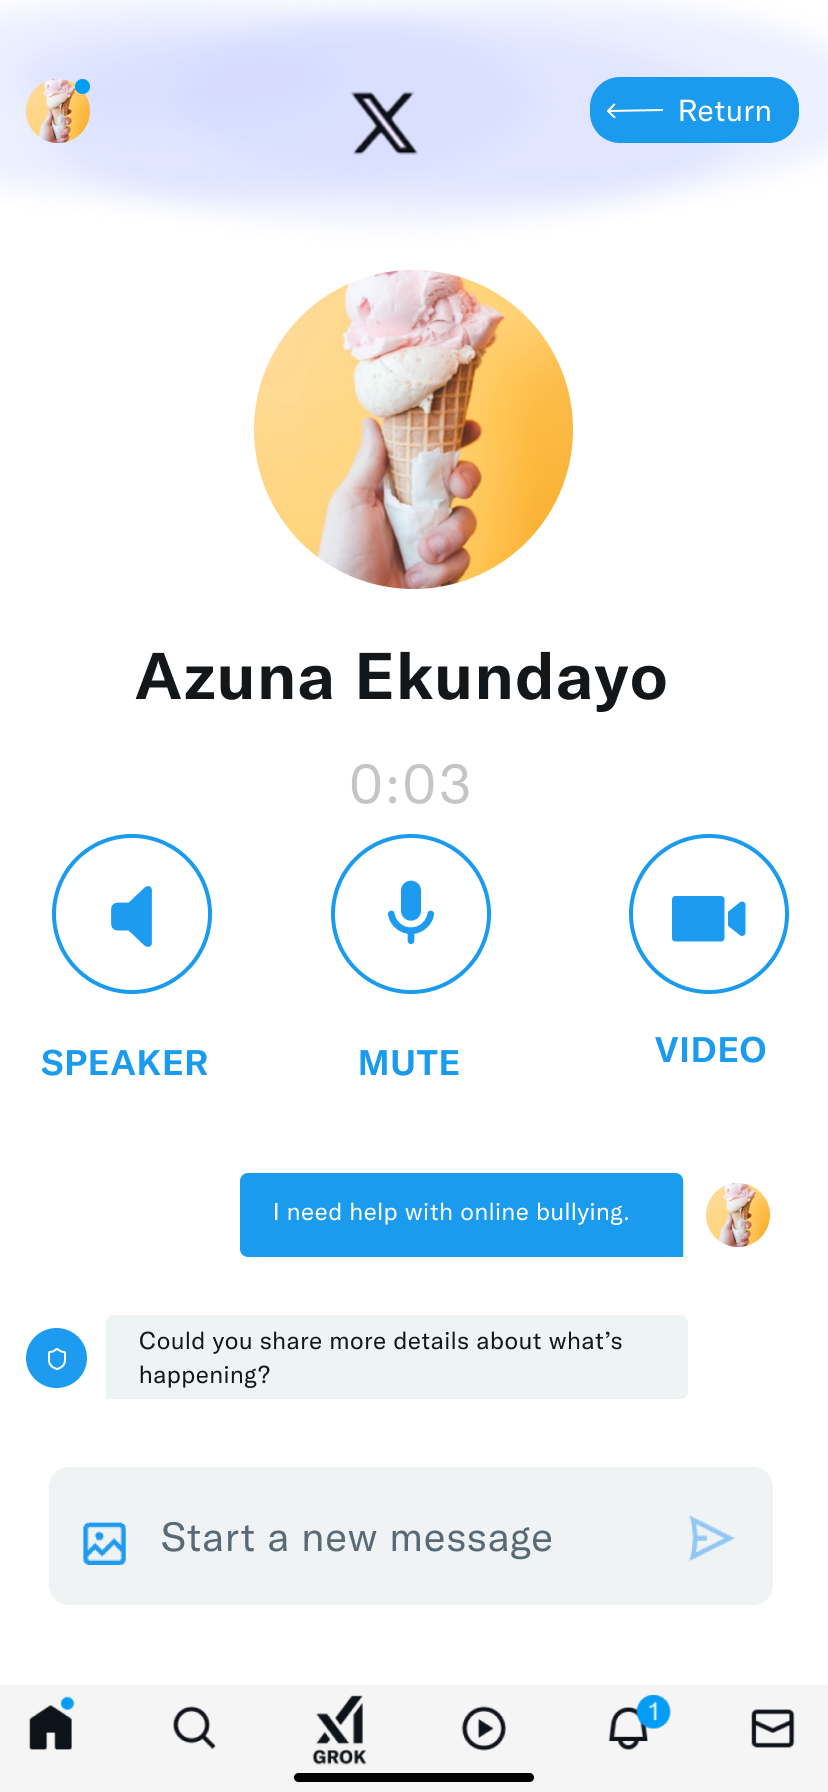 X
Return
Azuna Ekundayo
0:03
SPEAKER
MUTE
VIDEO
I need help with online bullying.
Could you share more details about what’s
happening?
Start a new message
1
GROK